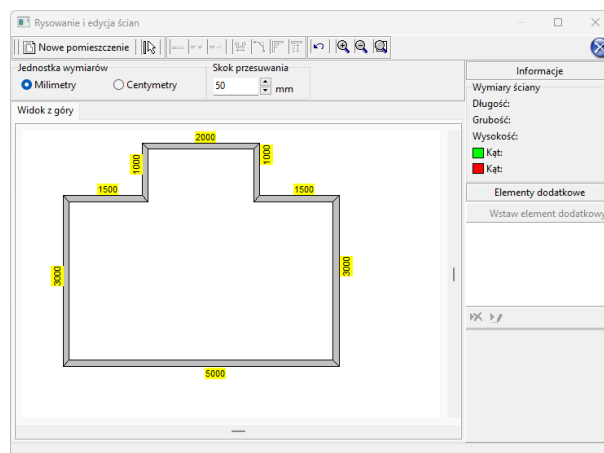 Rysowanie i edycja ścian
Nowe pomieszczenie
Jednostka wymiarów
Milimetry
Centymetry
Skok przesuwania
50
mm
Widok z góry
2000
1000
1000
1500
1500
3000
3000
5000
Informacje
Wymiary ściany
Długość:
Grubość:
Wysokość:
Kąt:
Kąt:
Elementy dodatkowe
Wstaw element dodatkowy